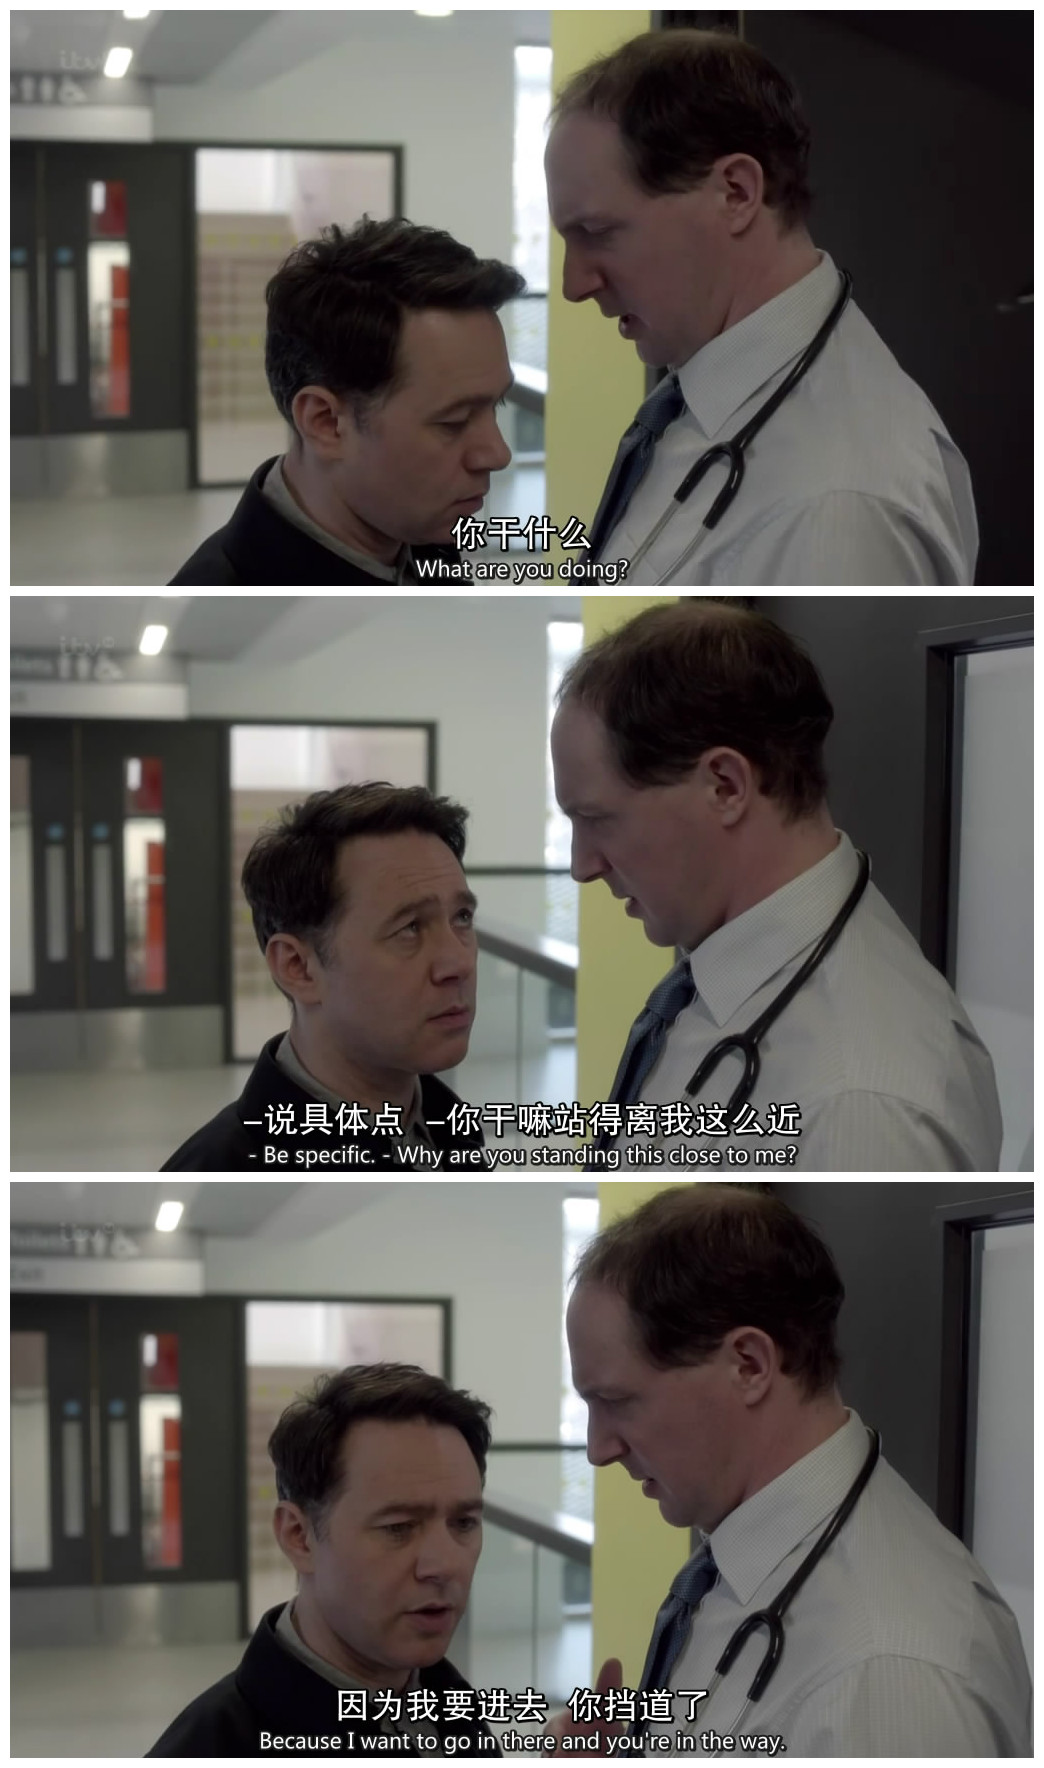 itv
你干什么
What are you doing?
–说具体点 –你干嘛站得离我这么近
- Be specific. - Why are you standing this close to me?
Exit
因为我要进去 你挡道了
Because I want to go in there and you're in the way.